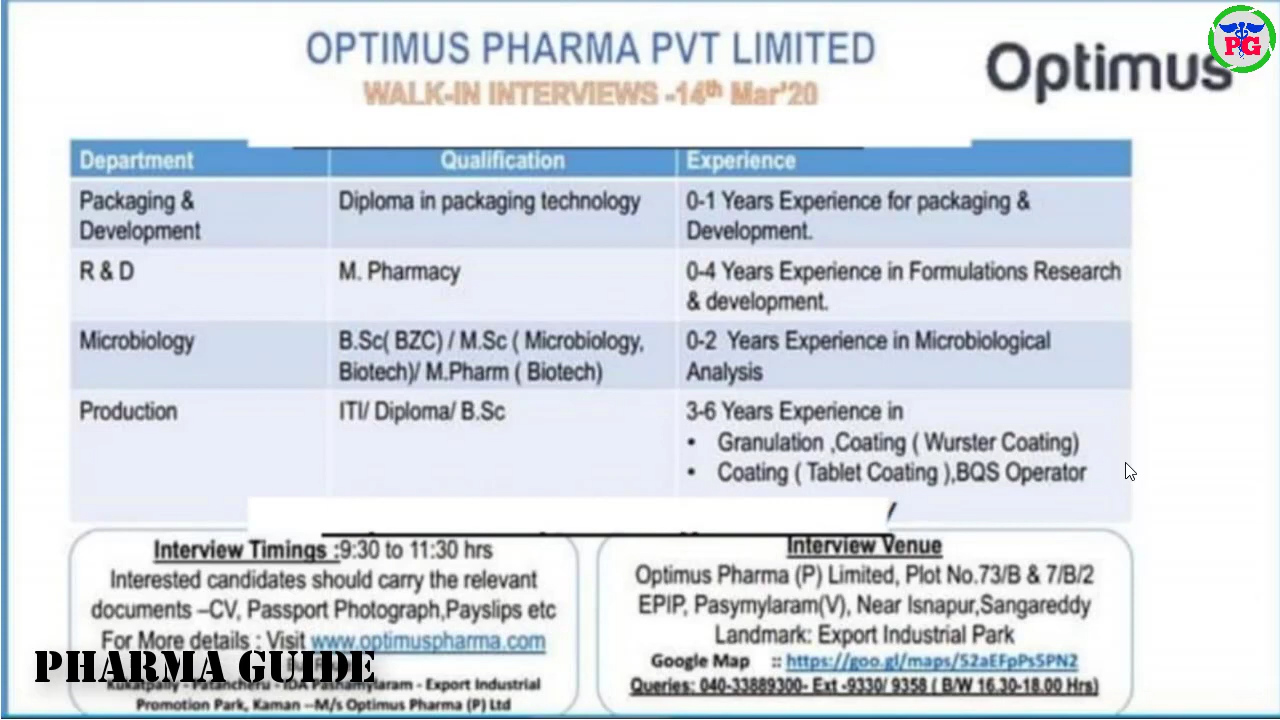 OPTIMUS PHARMA PVT LIMITED
WALK-IN INTERVIEWS -14th Mar'20
Optimus
PG
Department Qualification Experience
Packaging & Development
Diploma in packaging technology
0-1 Years Experience for packaging &
Development.
R & D
M. Pharmacy
0-4 Years Experience in Formulations Research
& development.
Microbiology
B.Sc( BZC) / M.Sc ( Microbiology,
Biotech)/ M.Pharm ( Biotech)
0-2 Years Experience in Microbiological
Analysis
Production
ITI/ Diploma/ B.Sc
3-6 Years Experience in
• Granulation ,Coating ( Wurster Coating)
• Coating ( Tablet Coating ),BQS Operator
Interview Timings :9:30 to 11:30 hrs
Interested candidates should carry the relevant
documents –CV, Passport Photograph,Payslips etc
For More details : Visit www.optimuspharma.com
PHARMA GUIDE
Kukatpally - Patancheru - IDA Pashamylaram - Export Industrial
Promotion Park, Kaman –M/s Optimus Pharma (P) Ltd
Interview Venue
Optimus Pharma (P) Limited, Plot No.73/B & 7/B/2
EPIP, Pasymylaram(V), Near Isnapur,Sangareddy
Landmark: Export Industrial Park
Google Map :: https://goo.gl/maps/52aEFpPs5PN2
Queries: 040-33889300- Ext -9330/ 9358 ( B/W 16.30-18.00 Hrs)